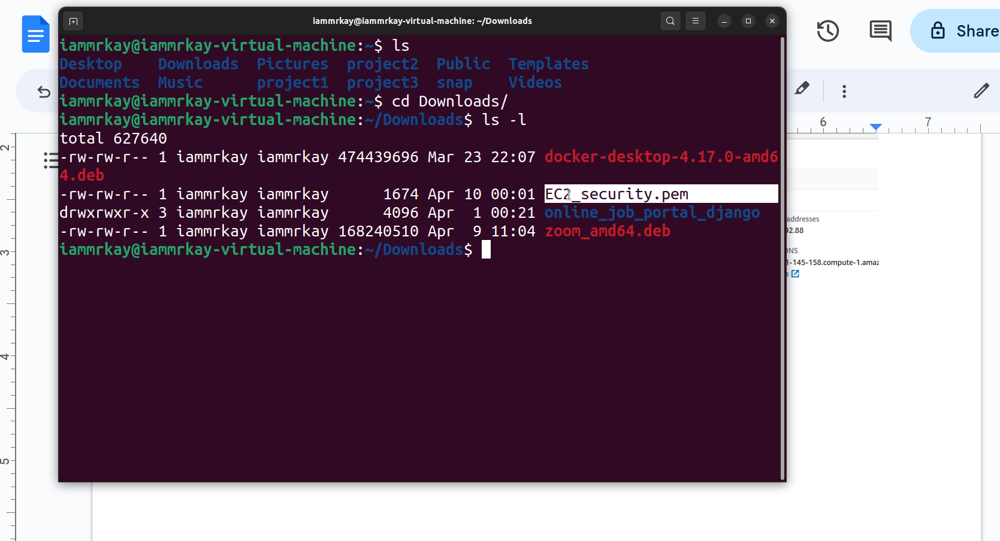 iammrkay@iammrkay-virtual-machine: ~/Downloads
Share
iammrkay@iammrkay-virtual-machine:~$ ls
Desktop    Downloads  Pictures  project2  Public  Templates
Documents  Music      project1  project3  snap    Videos
iammrkay@iammrkay-virtual-machine:~$ cd Downloads/
iammrkay@iammrkay-virtual-machine:~/Downloads$ ls -l
total 627640
-rw-rw-r-- 1 iammrkay iammrkay 474439696 Mar 23 22:07 docker-desktop-4.17.0-amd6
4.deb
-rw-rw-r-- 1 iammrkay iammrkay      1674 Apr 10 00:01 EC2_security.pem
drwxrwxr-x 3 iammrkay iammrkay      4096 Apr  1 00:21 online_job_portal_django
-rw-rw-r-- 1 iammrkay iammrkay 168240510 Apr  9 11:04 zoom_amd64.deb
iammrkay@iammrkay-virtual-machine:~/Downloads$
6 7
2
3
4
5
addresses
92.88
ONS
1-145-158.compute-1.amaz
s